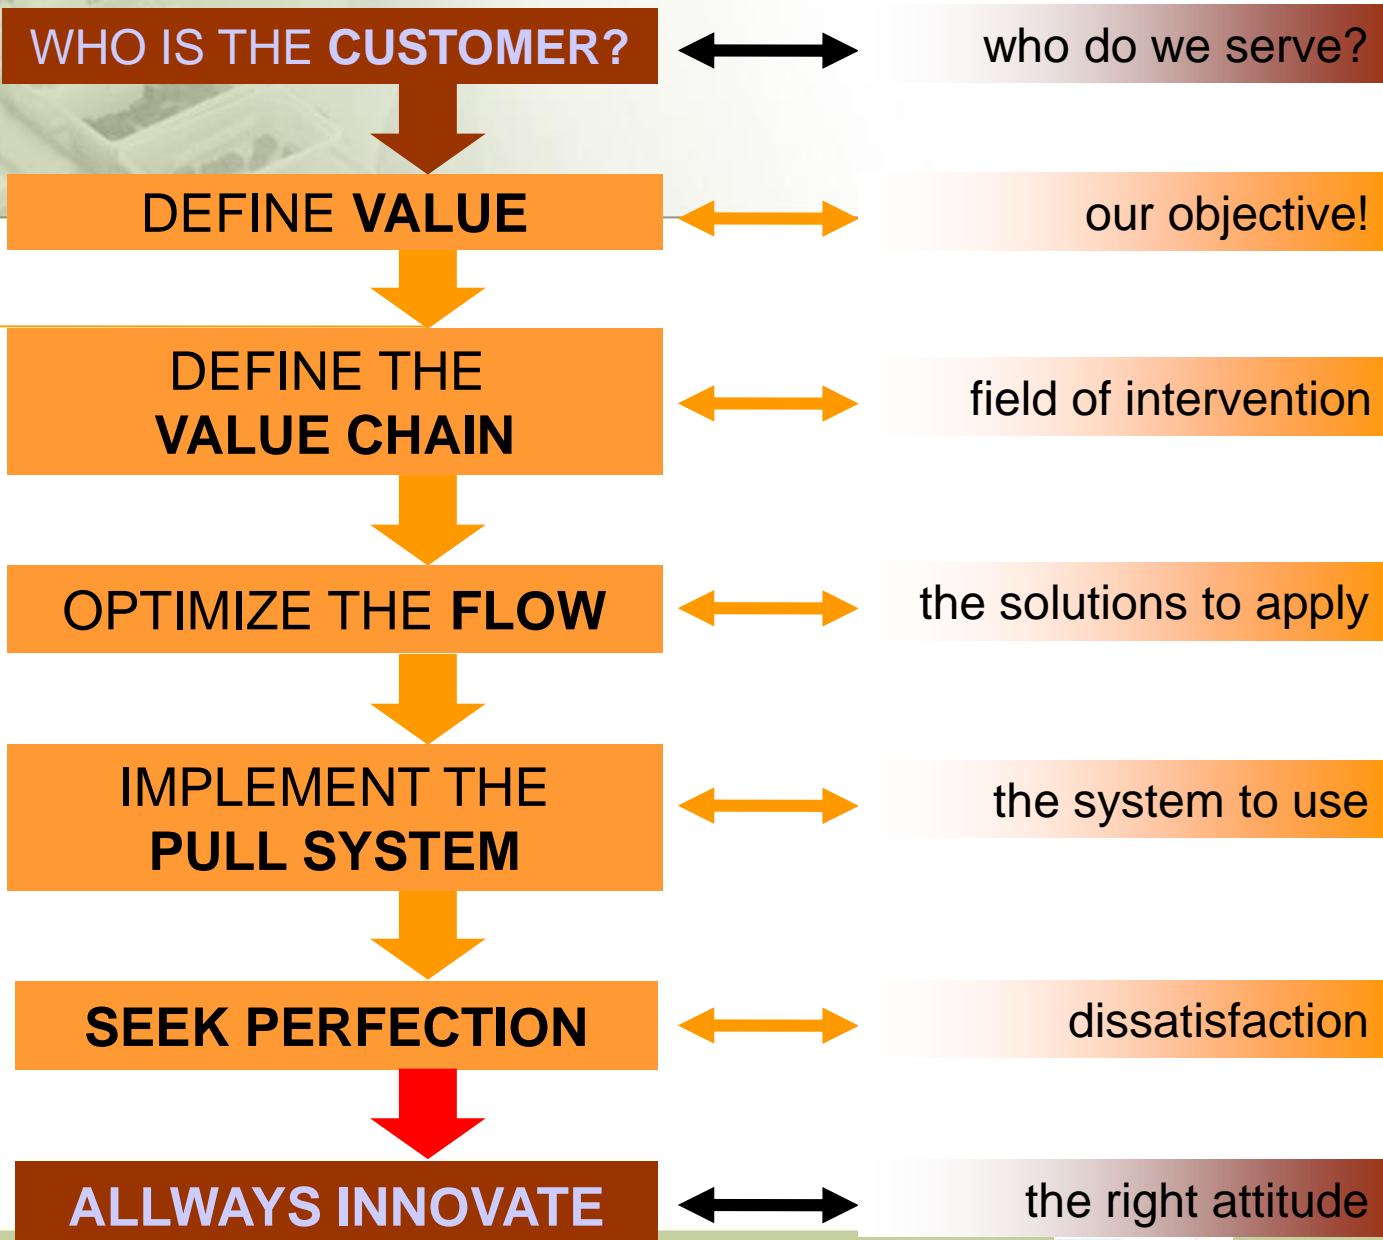 WHO IS THE CUSTOMER?
who do we serve?
DEFINE VALUE
our objective!
DEFINE THE
VALUE CHAIN
field of intervention
OPTIMIZE THE FLOW
the solutions to apply
IMPLEMENT THE
PULL SYSTEM
the system to use
SEEK PERFECTION
dissatisfaction
ALLWAYS INNOVATE
the right attitude